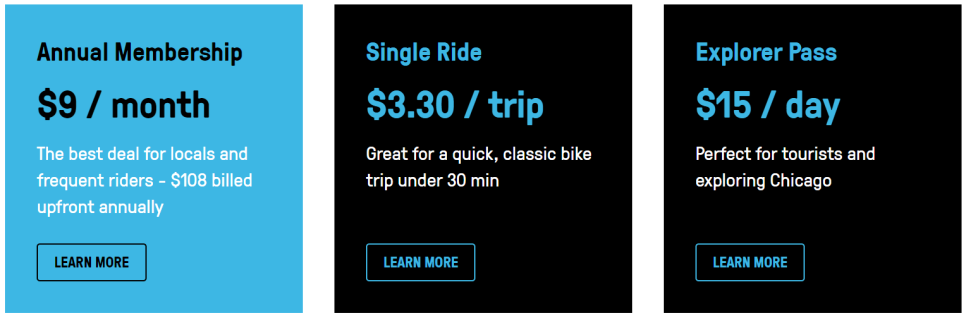 Annual Membership
$9 / month
The best deal for locals and
frequent riders - $108 billed
upfront annually
LEARN MORE
Single Ride
$3.30 / trip
Great for a quick, classic bike
trip under 30 min
LEARN MORE
Explorer Pass
$15 / day
Perfect for tourists and
exploring Chicago
LEARN MORE